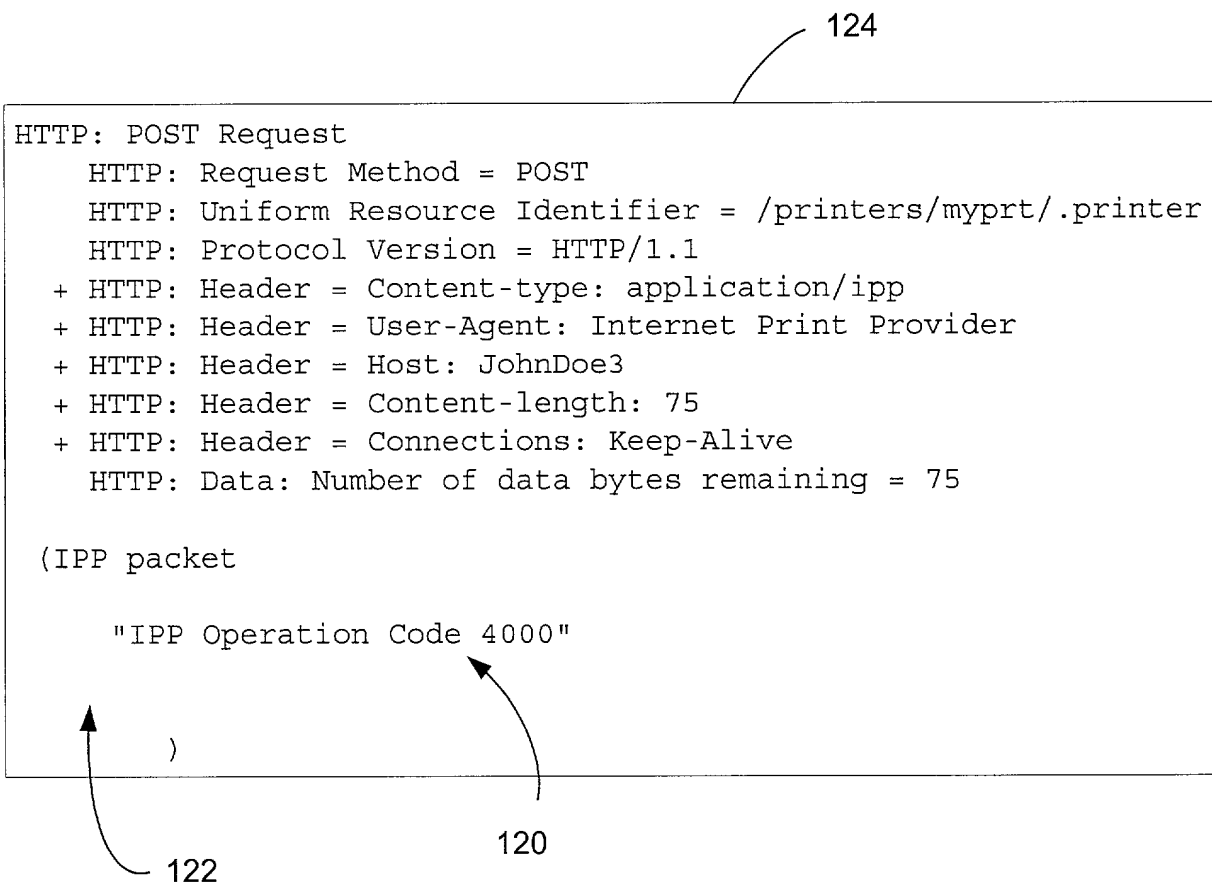 124
HTTP: POST Request
HTTP: Request Method = POST
HTTP: Uniform Resource Identifier = /printers/myprt/.printer
HTTP: Protocol Version = HTTP/1.1
+ HTTP: Header = Content-type: application/ipp
+ HTTP: Header = User-Agent: Internet Print Provider
+ HTTP: Header = Host: JohnDoe3
+ HTTP: Header = Content-length: 75
+ HTTP: Header = Connections: Keep-Alive
HTTP: Data: Number of data bytes remaining = 75
(IPP packet
"IPP Operation Code 4000"
)
120
122